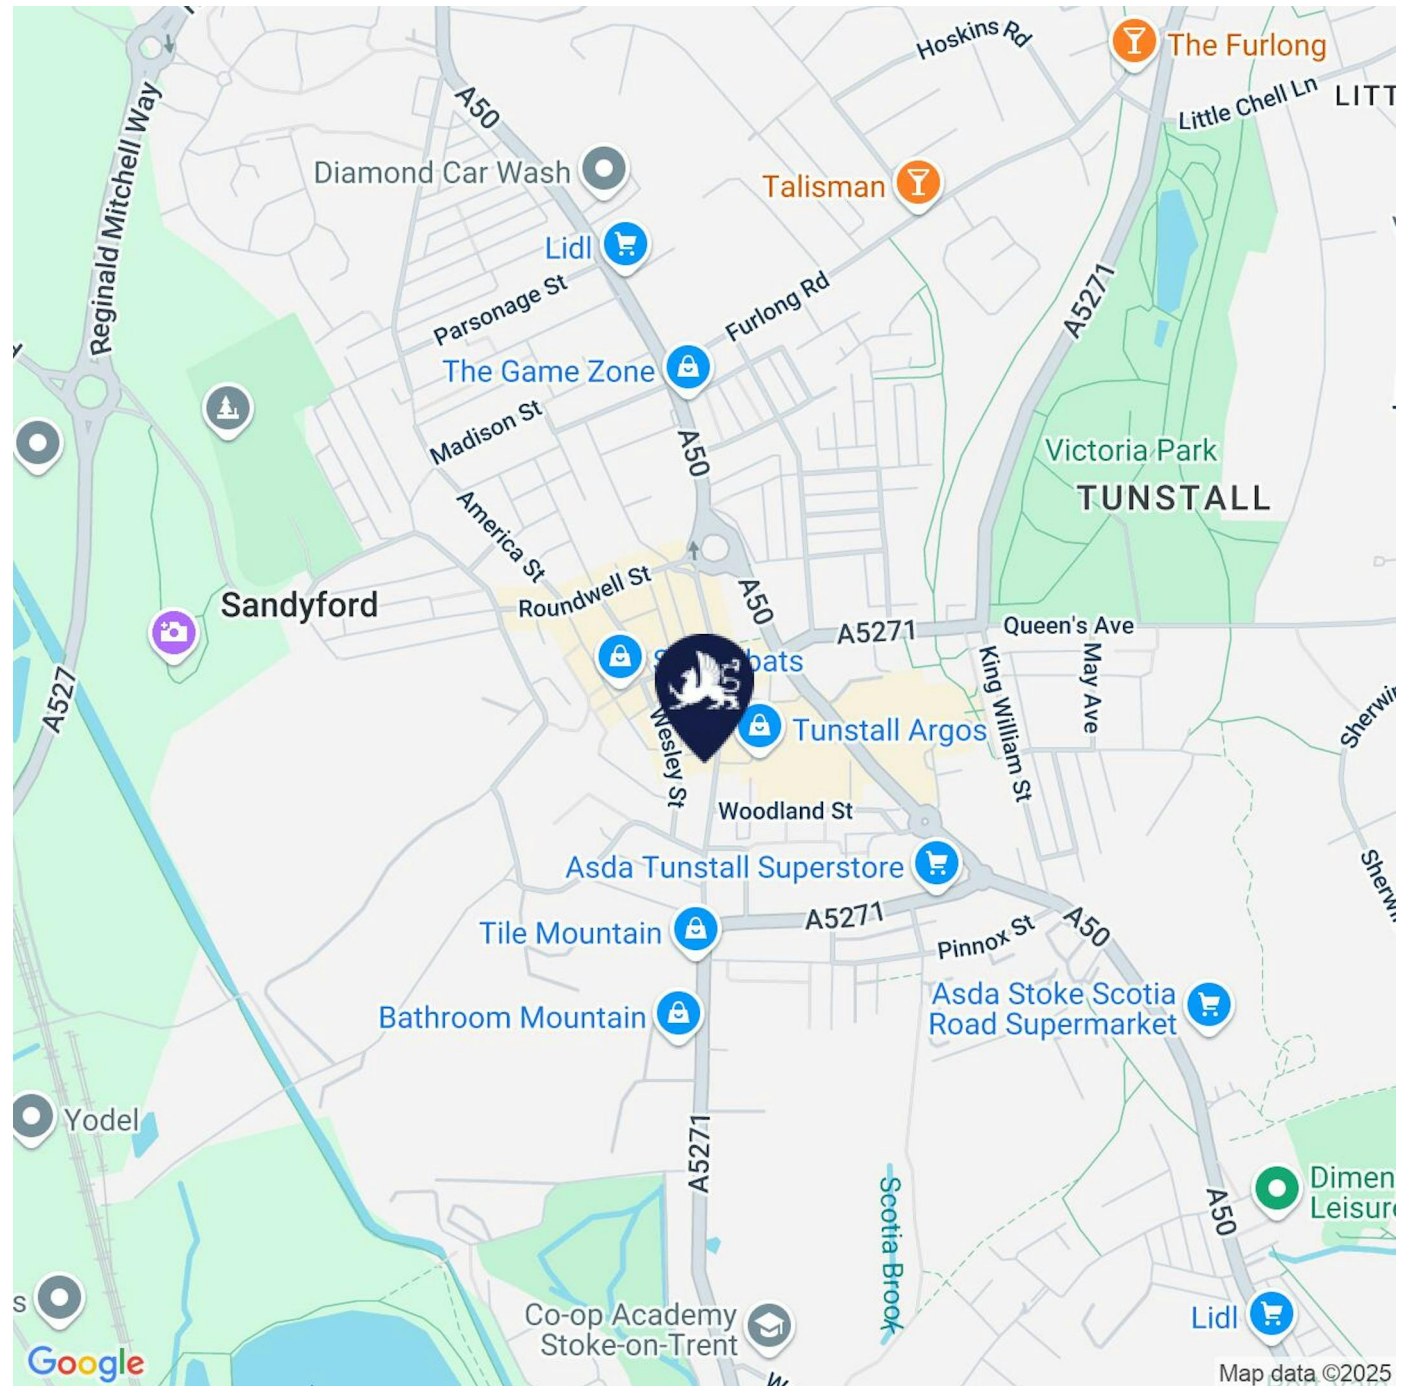 Hoskins Rd
The Furlong
A50
Little Chell Ln
Reginald Mitchell Way
Diamond Car Wash
Talisman
Lidl
Parsonage St
Furlong Rd
A5271
The Game Zone
Madison St
A50
Victoria Park
TUNSTALL
America St
Roundwell St
A50
Sandyford
A5271
Queen's Ave
May Ave
King William St
A527
Wesley St
Tunstall Argos
Woodland St
Asda Tunstall Superstore
A5271
Tile Mountain
Pinnox St
A50
Asda Stoke Scotia
Road Supermarket
Bathroom Mountain
Yodel
A5271
Scotia Brook
A50
Co-op Academy
Stoke-on-Trent
Lidl
Google
Map data ©2025